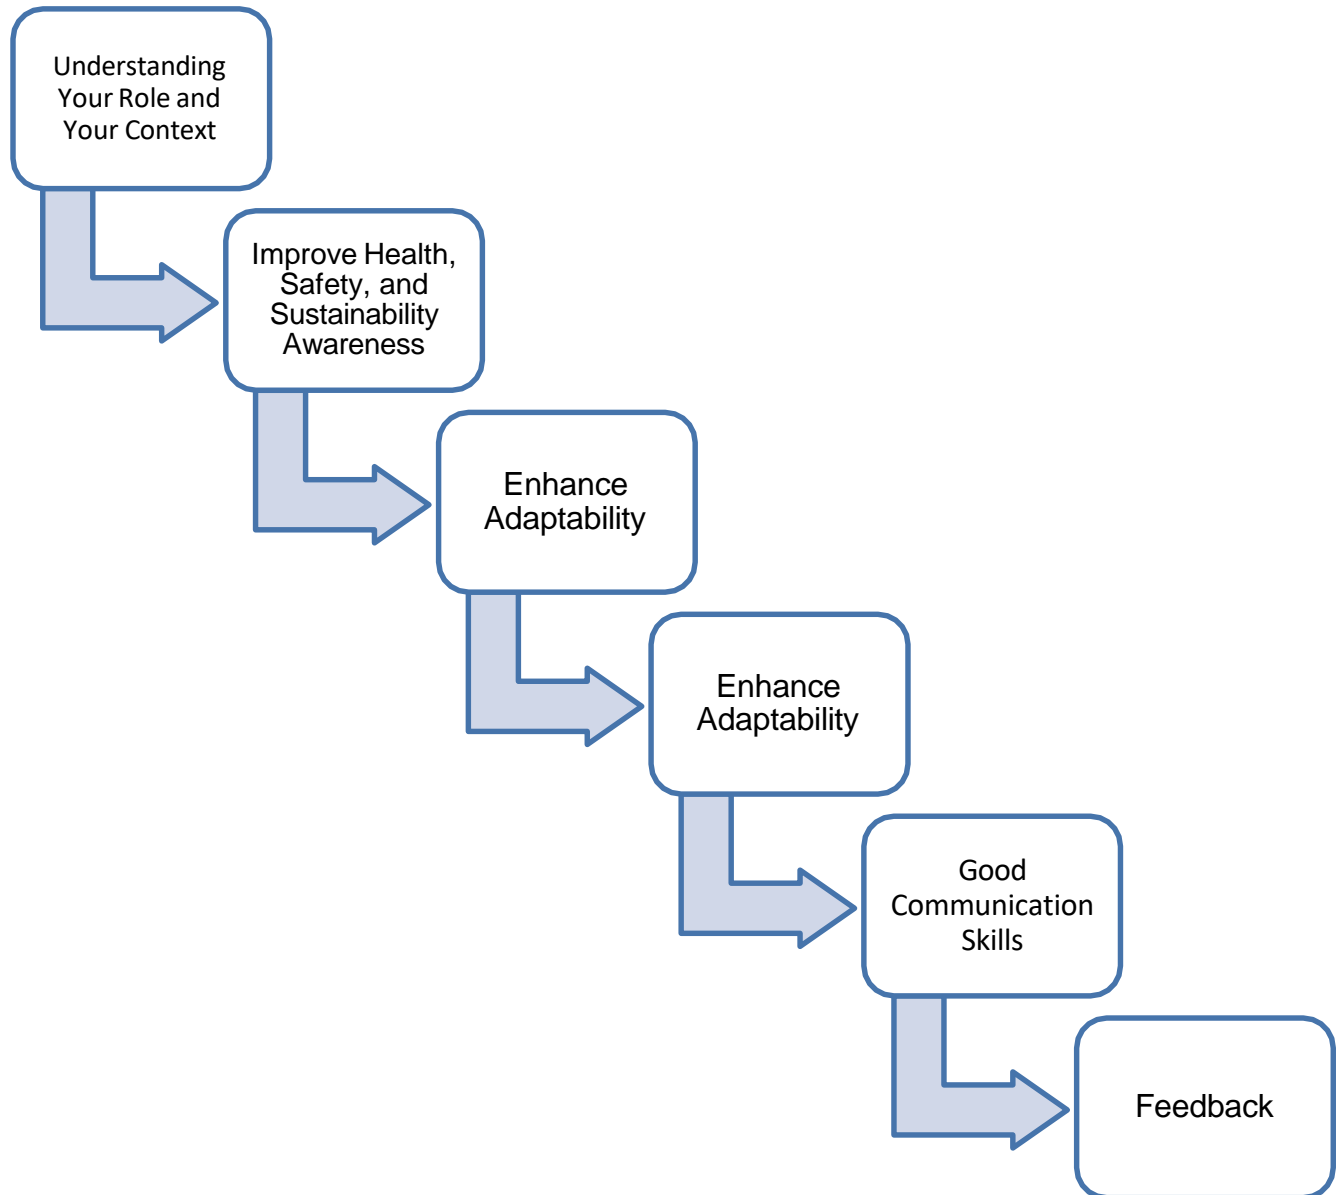 Understanding
Your Role and
Your Context
Improve Health,
Safety, and
Sustainability
Awareness
Enhance
Adaptability
Enhance
Adaptability
Good
Communication
Skills
Feedback